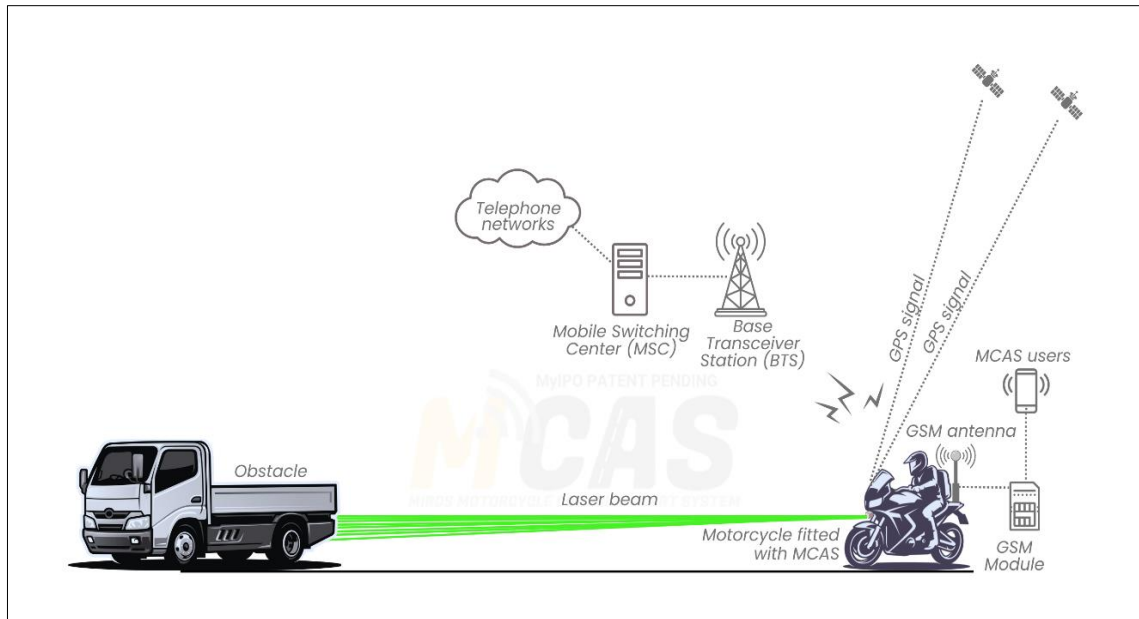 Telephone
networks
Mobile Switching
Center (MSC)
Base
Transceiver
Station (BTS)
GPS signal
GPS signal
MCAS users
GSM antenna
MyIPO PATENT PENDING
MCAS
Obstacle
Laser beam
Motorcycle fitted
with MCAS
GSM
Module